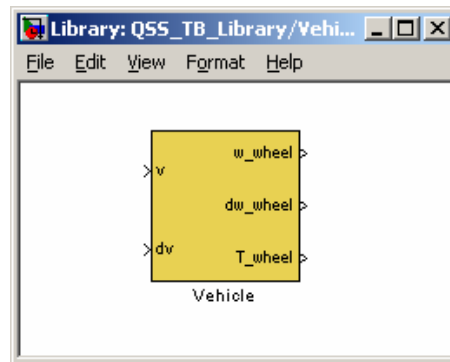 Library: QSS_TB_Library/Vehi...
File Edit View Format Help
v
dv
w_wheel
dw_wheel
T_wheel
Vehicle